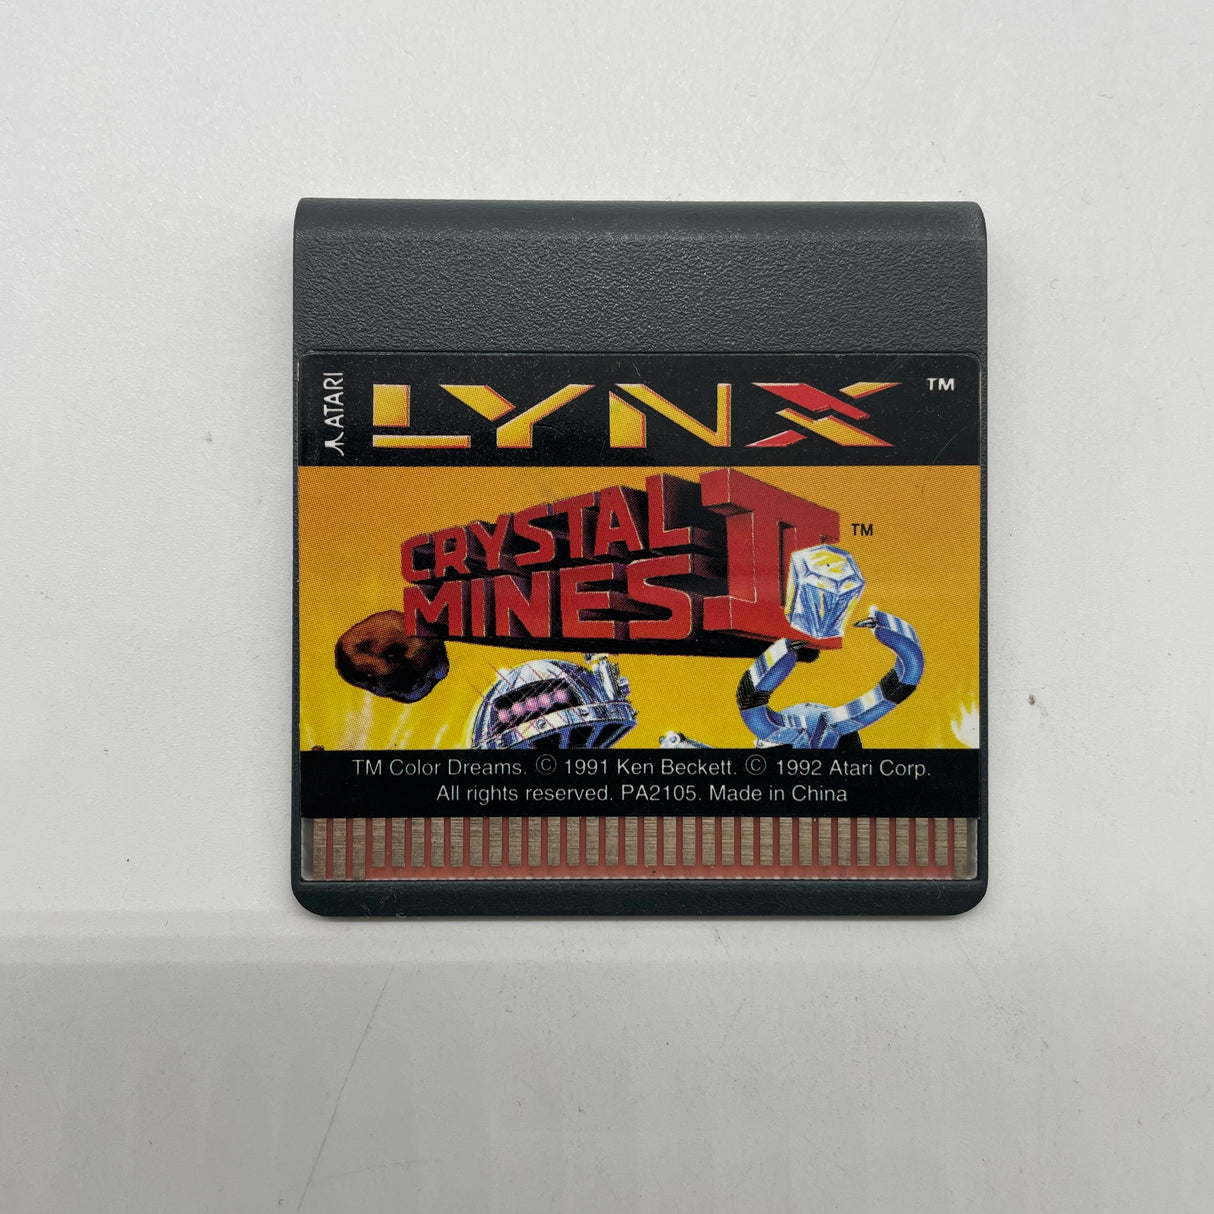 ATARI
LYNX ™
CRYSTAL
MINES II ™
TM Color Dreams. © 1991 Ken Beckett. © 1992 Atari Corp.
All rights reserved. PA2105. Made in China